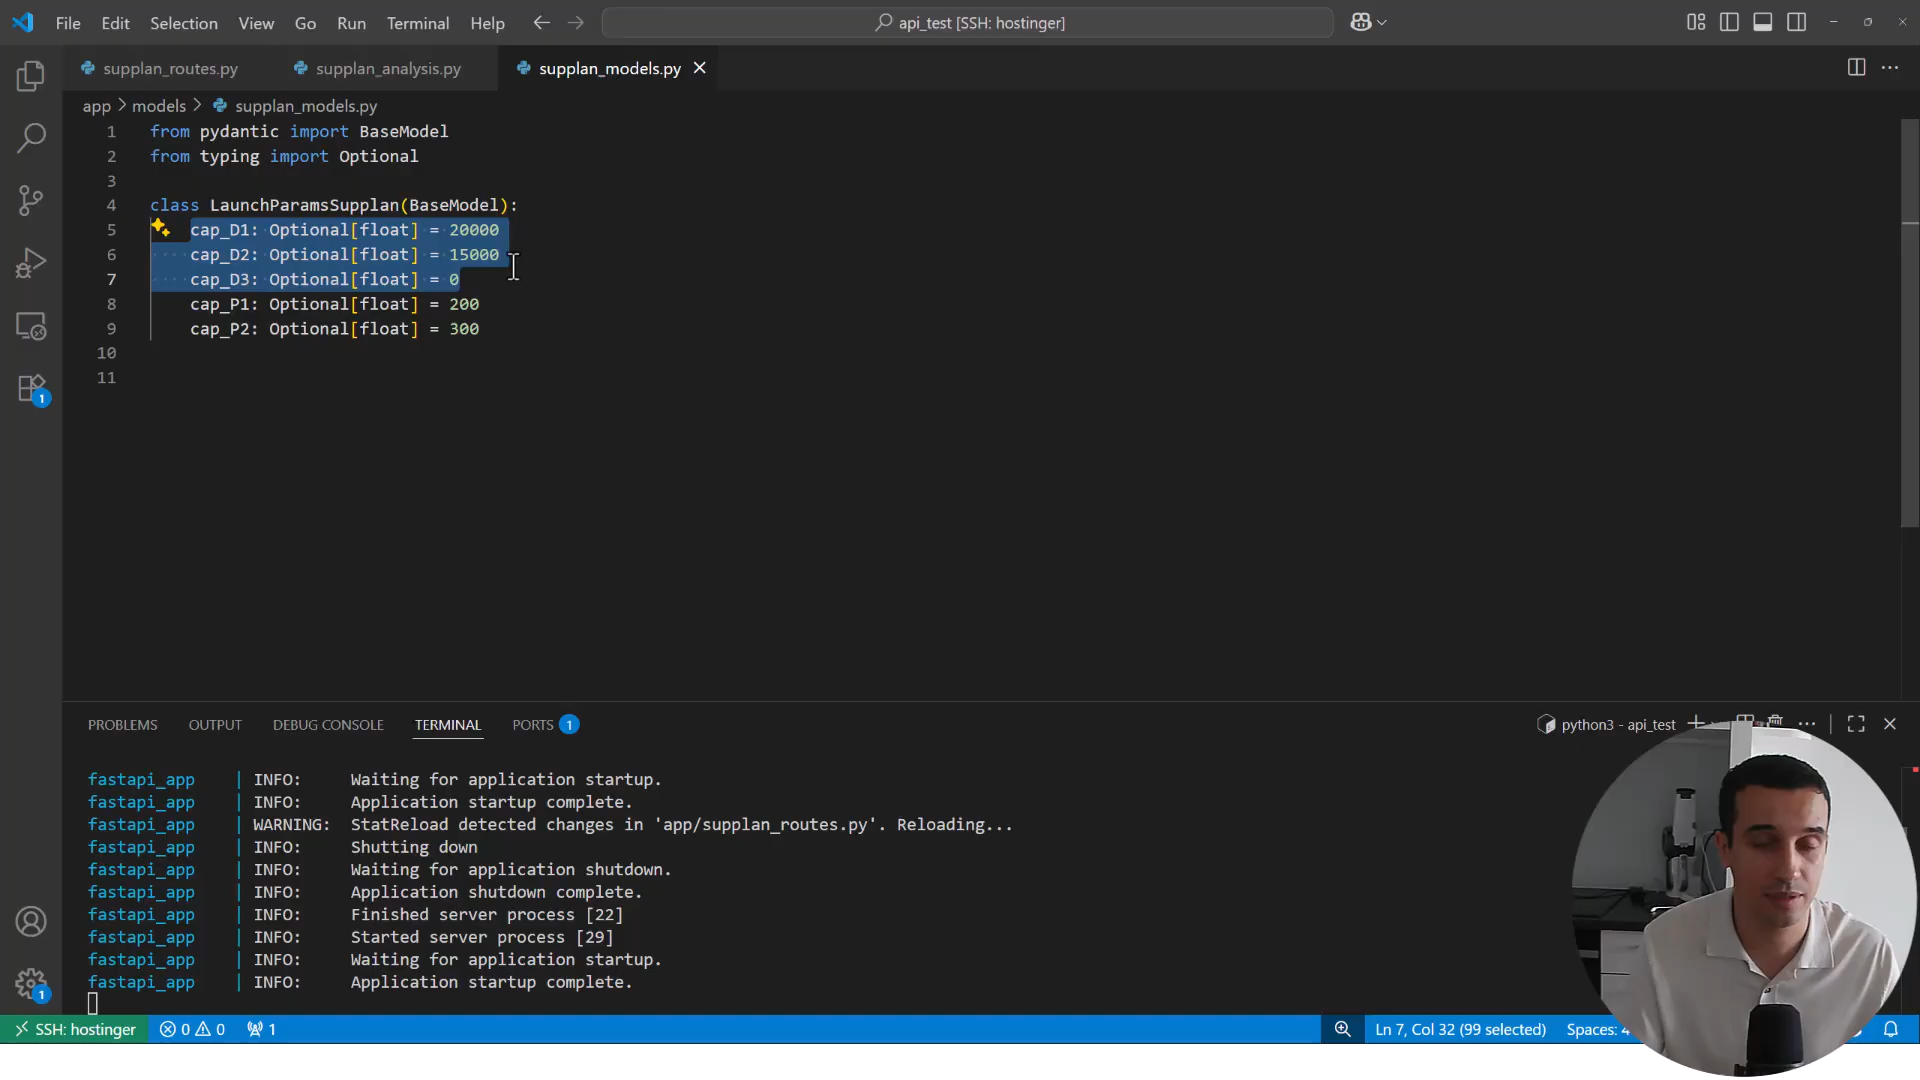 File Edit Selection View Go Run Terminal Help
api_test [SSH: hostinger]
supplan_routes.py supplan_analysis.py supplan_models.py
app > models > supplan_models.py
1 from pydantic import BaseModel
2 from typing import Optional
3
4 class LaunchParamsSupplan(BaseModel):
5 cap_D1: Optional[float] = 20000
6 cap_D2: Optional[float] = 15000
7 cap_D3: Optional[float] = 0
8 cap_P1: Optional[float] = 200
9 cap_P2: Optional[float] = 300
10
11
1
PROBLEMS OUTPUT DEBUG CONSOLE TERMINAL PORTS 1
python3 - api_test
fastapi_app | INFO: Waiting for application startup.
fastapi_app | INFO: Application startup complete.
fastapi_app | WARNING: StatReload detected changes in 'app/supplan_routes.py'. Reloading...
fastapi_app | INFO: Shutting down
fastapi_app | INFO: Waiting for application shutdown.
fastapi_app | INFO: Application shutdown complete.
fastapi_app | INFO: Finished server process [22]
fastapi_app | INFO: Started server process [29]
fastapi_app | INFO: Waiting for application startup.
fastapi_app | INFO: Application startup complete.
1
SSH: hostinger 0 0 1
Ln 7, Col 32 (99 selected) Spaces: 4